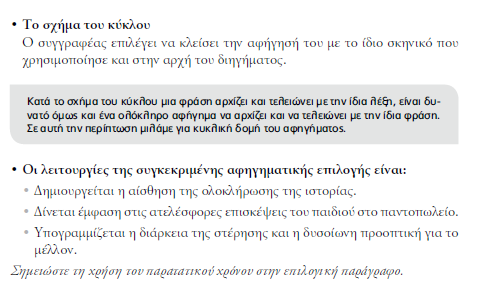 • Το σχήμα του κύκλου
Ο συγγραφέας επιλέγει να κλείσει την αφήγησή του με το ίδιο σκηνικό που
χρησιμοποίησε και στην αρχή του διηγήματος.
Κατά το σχήμα του κύκλου μια φράση αρχίζει και τελειώνει με την ίδια λέξη, είναι δυ-
νατό όμως και ένα ολόκληρο αφήγημα να αρχίζει και να τελειώνει με την ίδια φράση.
Σε αυτή την περίπτωση μιλάμε για κυκλική δομή του αφηγήματος.
• Οι λειτουργίες της συγκεκριμένης αφηγηματικής επιλογής είναι:
• Δημιουργείται η αίσθηση της ολοκλήρωσης της ιστορίας.
• Δίνεται έμφαση στις ατελέσφορες επισκέψεις του παιδιού στο παντοπωλείο.
• Υπογραμμίζεται η διάρκεια της στέρησης και η δυσοίωνη προοπτική για το
μέλλον.
Σημειώστε τη χρήση του παρατατικού χρόνου στην επιλογική παράγραφο.